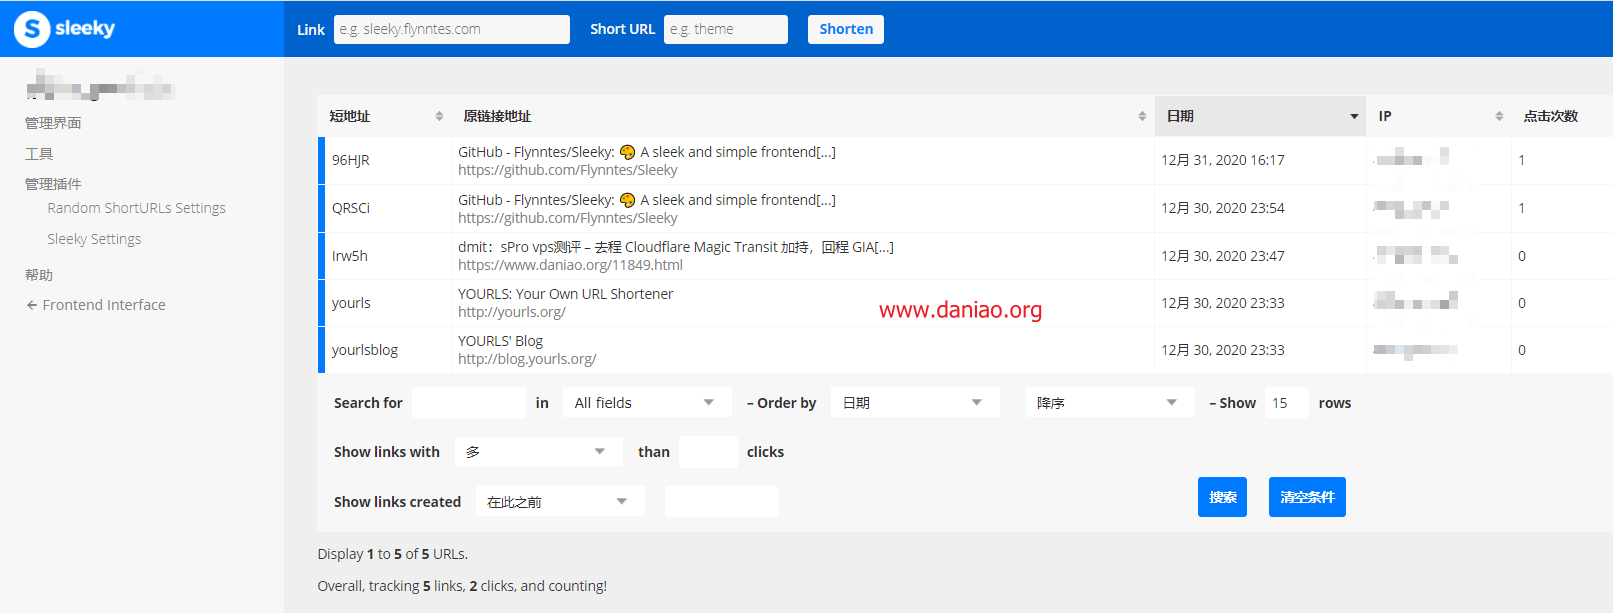 S sleeky
Link e.g. sleeky.flynntes.com Short URL e.g. theme Shorten
管理界面
工具
管理插件
Random ShortURLs Settings
Sleeky Settings
帮助
← Frontend Interface
短地址 原链接地址 日期 IP 点击次数
96HJR GitHub - Flynntes/Sleeky: 🎨 A sleek and simple frontend[...] 12月 31, 2020 16:17 1
https://github.com/Flynntes/Sleeky
QRSCi GitHub - Flynntes/Sleeky: 🎨 A sleek and simple frontend[...] 12月 30, 2020 23:54 1
https://github.com/Flynntes/Sleeky
Irw5h dmit：sPro vps测评 – 去程 Cloudflare Magic Transit 加持，回程 GIA[...] 12月 30, 2020 23:47 0
https://www.daniao.org/11849.html
yourls YOURLS: Your Own URL Shortener 12月 30, 2020 23:33 0
http://yourls.org/
www.daniao.org
yourlsblog YOURLS' Blog 12月 30, 2020 23:33 0
http://blog.yourls.org/
Search for in All fields – Order by 日期 降序 – Show 15 rows
Show links with 多 than clicks
Show links created 在此之前 搜索 清空条件
Display 1 to 5 of 5 URLs.
Overall, tracking 5 links, 2 clicks, and counting!